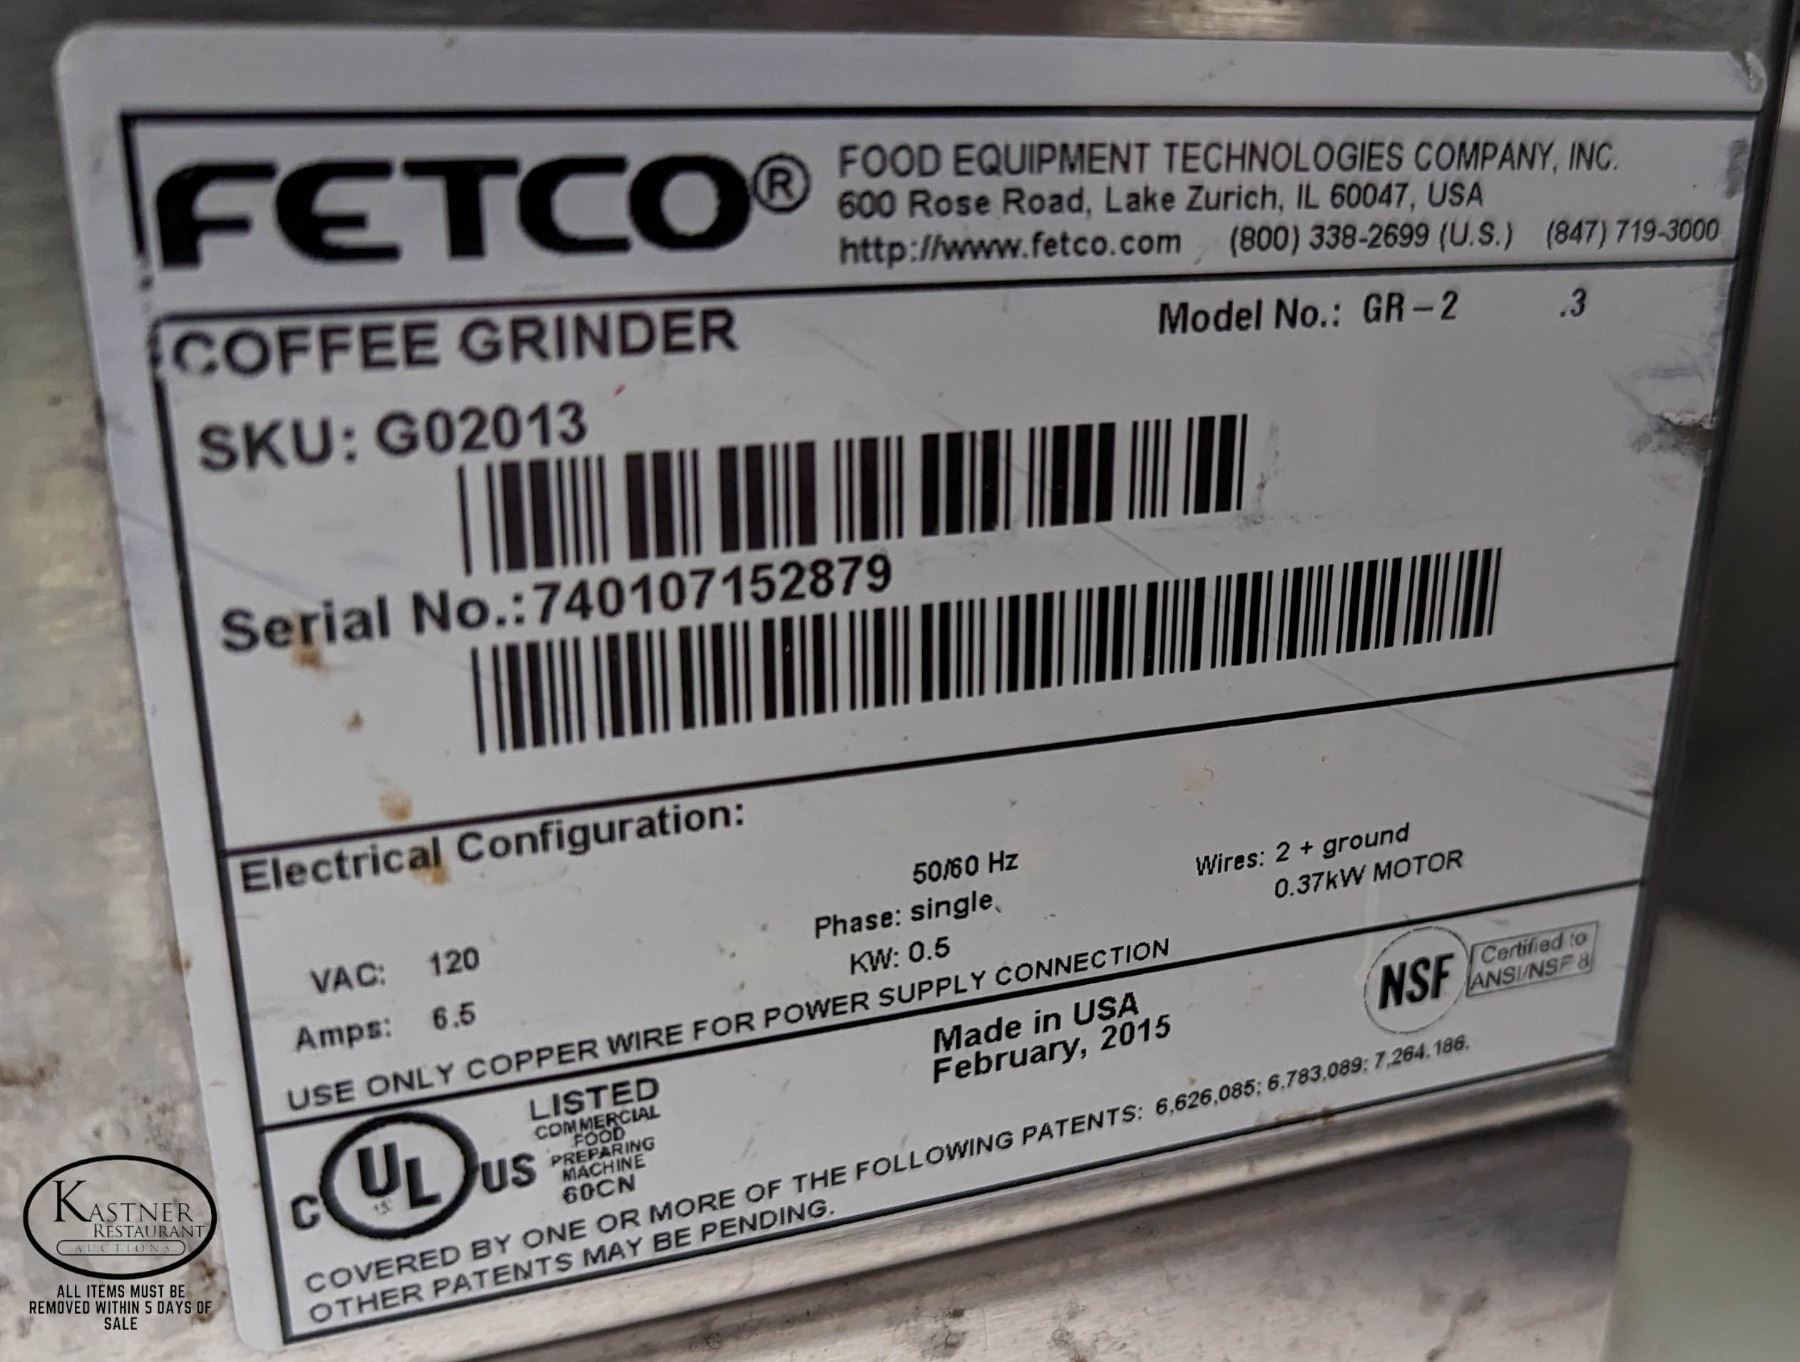 FETCO®
FOOD EQUIPMENT TECHNOLOGIES COMPANY, INC.
600 Rose Road, Lake Zurich, IL 60047, USA
http://www.fetco.com (800) 338-2699 (U.S.) (847) 719-3000
COFFEE GRINDER
Model No.: GR-2 .3
SKU: G02013
Serial No.:740107152879
Electrical Configuration:
50/60 Hz
Wires: 2 + ground
Phase: single
0.37kW MOTOR
VAC: 120
KW: 0.5
Amps: 6.5
USE ONLY COPPER WIRE FOR POWER SUPPLY CONNECTION
NSF
Certified to
ANSI/NSF 8
Made in USA
February, 2015
C UL US
LISTED
COMMERCIAL
FOOD
PREPARING
MACHINE
60CN
COVERED BY ONE OR MORE OF THE FOLLOWING PATENTS: 6,626,085; 6,783,089; 7,264,186.
OTHER PATENTS MAY BE PENDING.
KASTNER
RESTAURANT
AUCTIONS
ALL ITEMS MUST BE
REMOVED WITHIN 5 DAYS OF
SALE